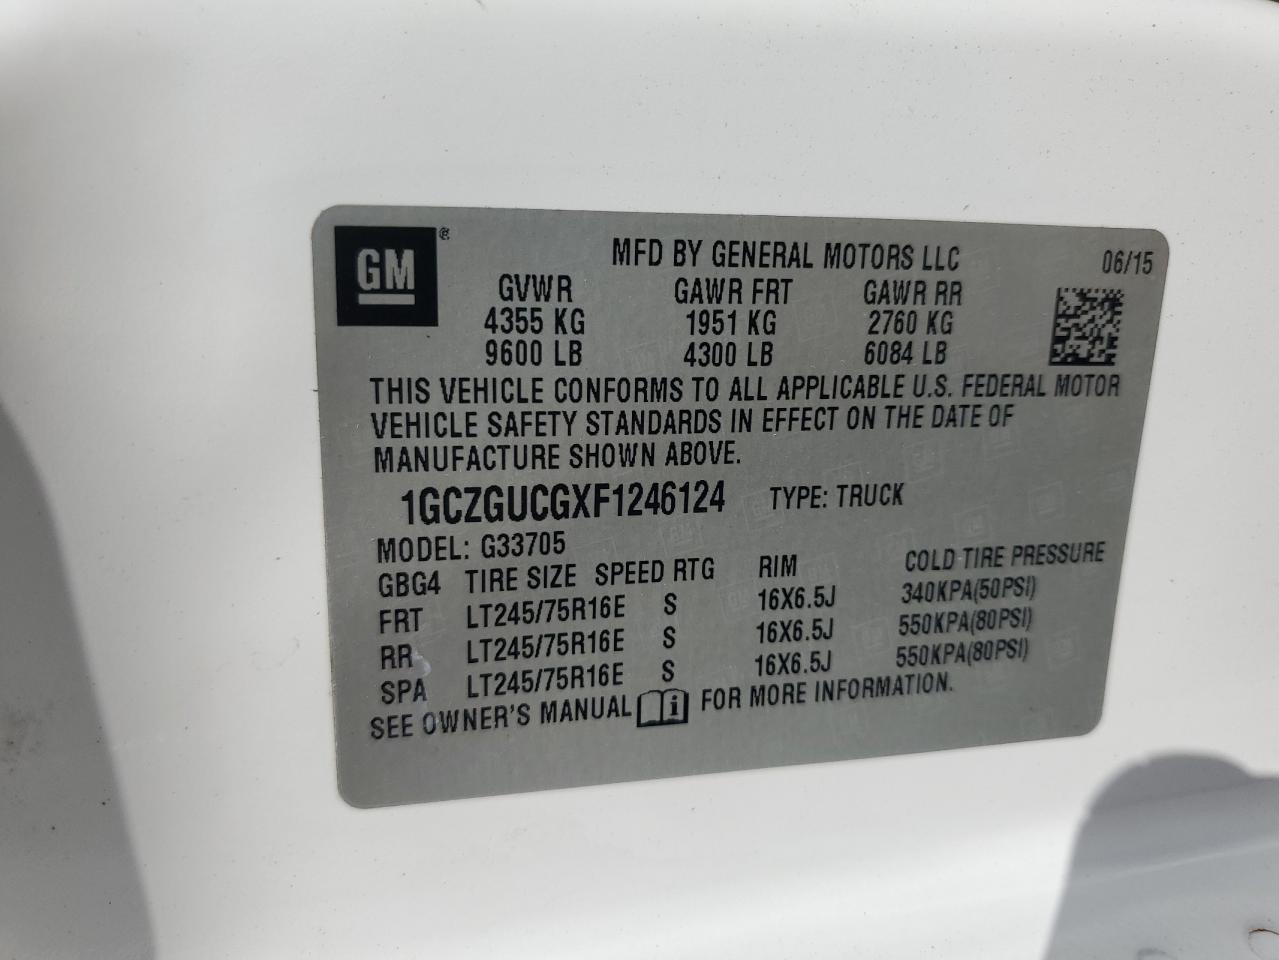 GM®
MFD BY GENERAL MOTORS LLC 06/15
GVWR GAWR FRT GAWR RR
4355 KG 1951 KG 2760 KG
9600 LB 4300 LB 6084 LB
THIS VEHICLE CONFORMS TO ALL APPLICABLE U.S. FEDERAL MOTOR
VEHICLE SAFETY STANDARDS IN EFFECT ON THE DATE OF
MANUFACTURE SHOWN ABOVE.
1GCZGUCGXF1246124 TYPE: TRUCK
MODEL: G33705
GBG4 TIRE SIZE SPEED RTG RIM COLD TIRE PRESSURE
FRT LT245/75R16E S 16X6.5J 340KPA(50PSI)
RR LT245/75R16E S 16X6.5J 550KPA(80PSI)
SPA LT245/75R16E S 16X6.5J 550KPA(80PSI)
SEE OWNER'S MANUAL i FOR MORE INFORMATION.